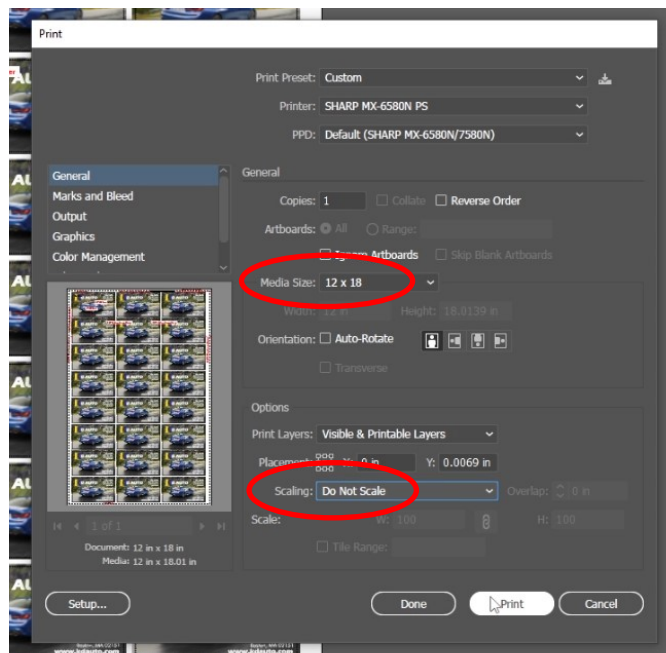 Print
Print Preset: Custom
Printer: SHARP MX-6580N PS
PPD: Default (SHARP MX-6580N/7580N)
General
Marks and Bleed
Output
Graphics
Color Management
General
Copies: 1 Collate Reverse Order
Artboards: All Range:
Ignore Artboards Skip Blank Artboards
Media Size: 12 x 18
Width: 12 in Height: 18.0139 in
Orientation: Auto-Rotate
Transverse
Options
Print Layers: Visible & Printable Layers
Placement: X: 0 in Y: 0.0069 in
Scaling: Do Not Scale Overlap: 0 in
Scale: W: 100 H: 100
Tile Range:
1 of 1
Document: 12 in x 18 in
Media: 12 in x 18.01 in
Setup... Done Print Cancel